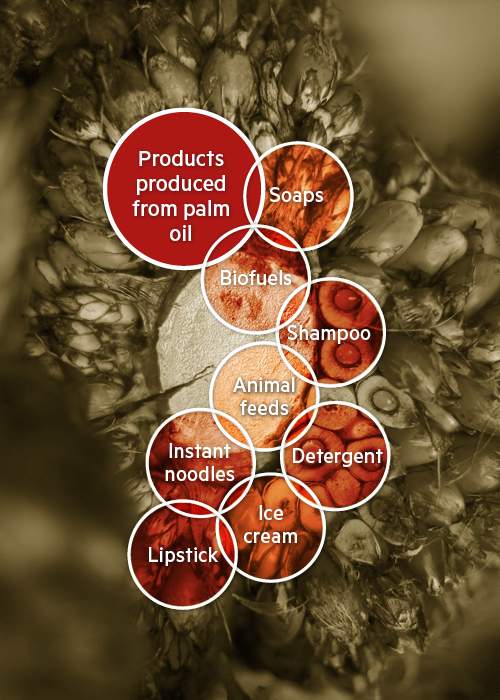 Products
produced
from palm
oil
Soaps
Biofuels
Shampoo
Animal
feeds
Instant
noodles
Detergent
Ice
cream
Lipstick